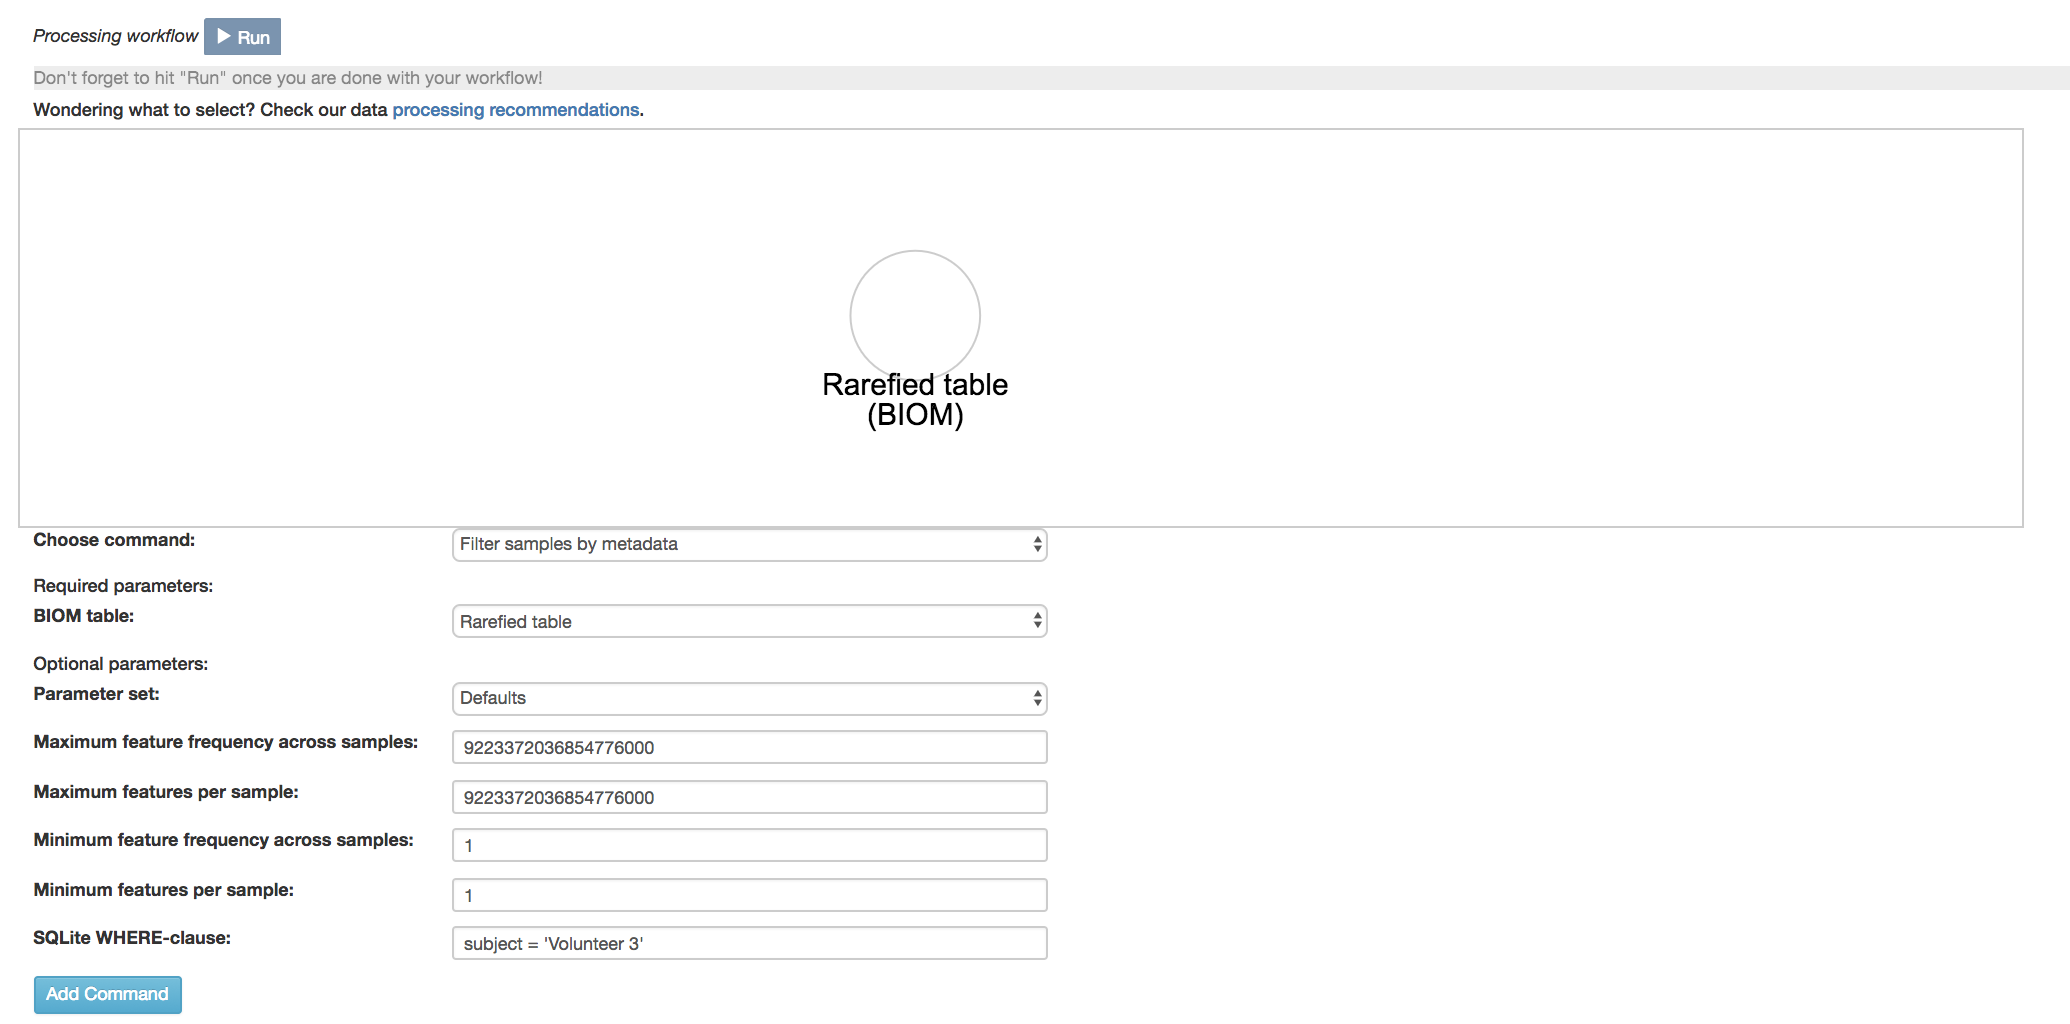 Processing workflow Run
Don't forget to hit "Run" once you are done with your workflow!
Wondering what to select? Check our data processing recommendations.
Rarefied table
(BIOM)
Choose command: Filter samples by metadata
Required parameters:
BIOM table: Rarefied table
Optional parameters:
Parameter set: Defaults
Maximum feature frequency across samples: 9223372036854776000
Maximum features per sample: 9223372036854776000
Minimum feature frequency across samples: 1
Minimum features per sample: 1
SQLite WHERE-clause: subject = 'Volunteer 3'
Add Command